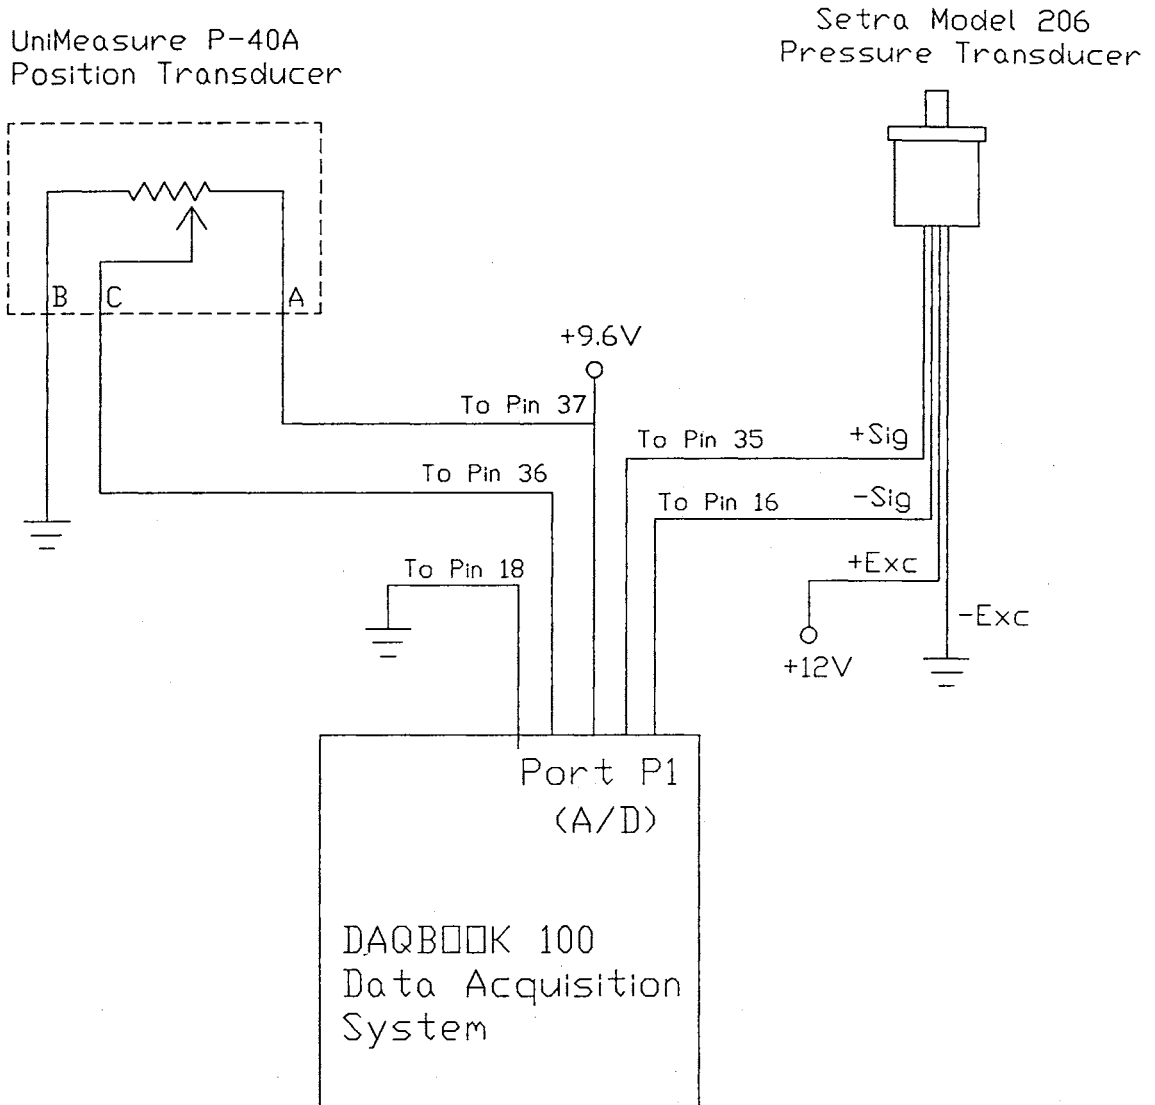 Setra Model 206
Pressure Transducer
UniMeasure P-40A
Position Transducer
B
C
A
+9.6V
To Pin 37
To Pin 35
+Sig
To Pin 36
To Pin 16
-Sig
To Pin 18
+Exc
-Exc
+12V
Port P1
(A/D)
DAQBOOK 100
Data Acquisition
System